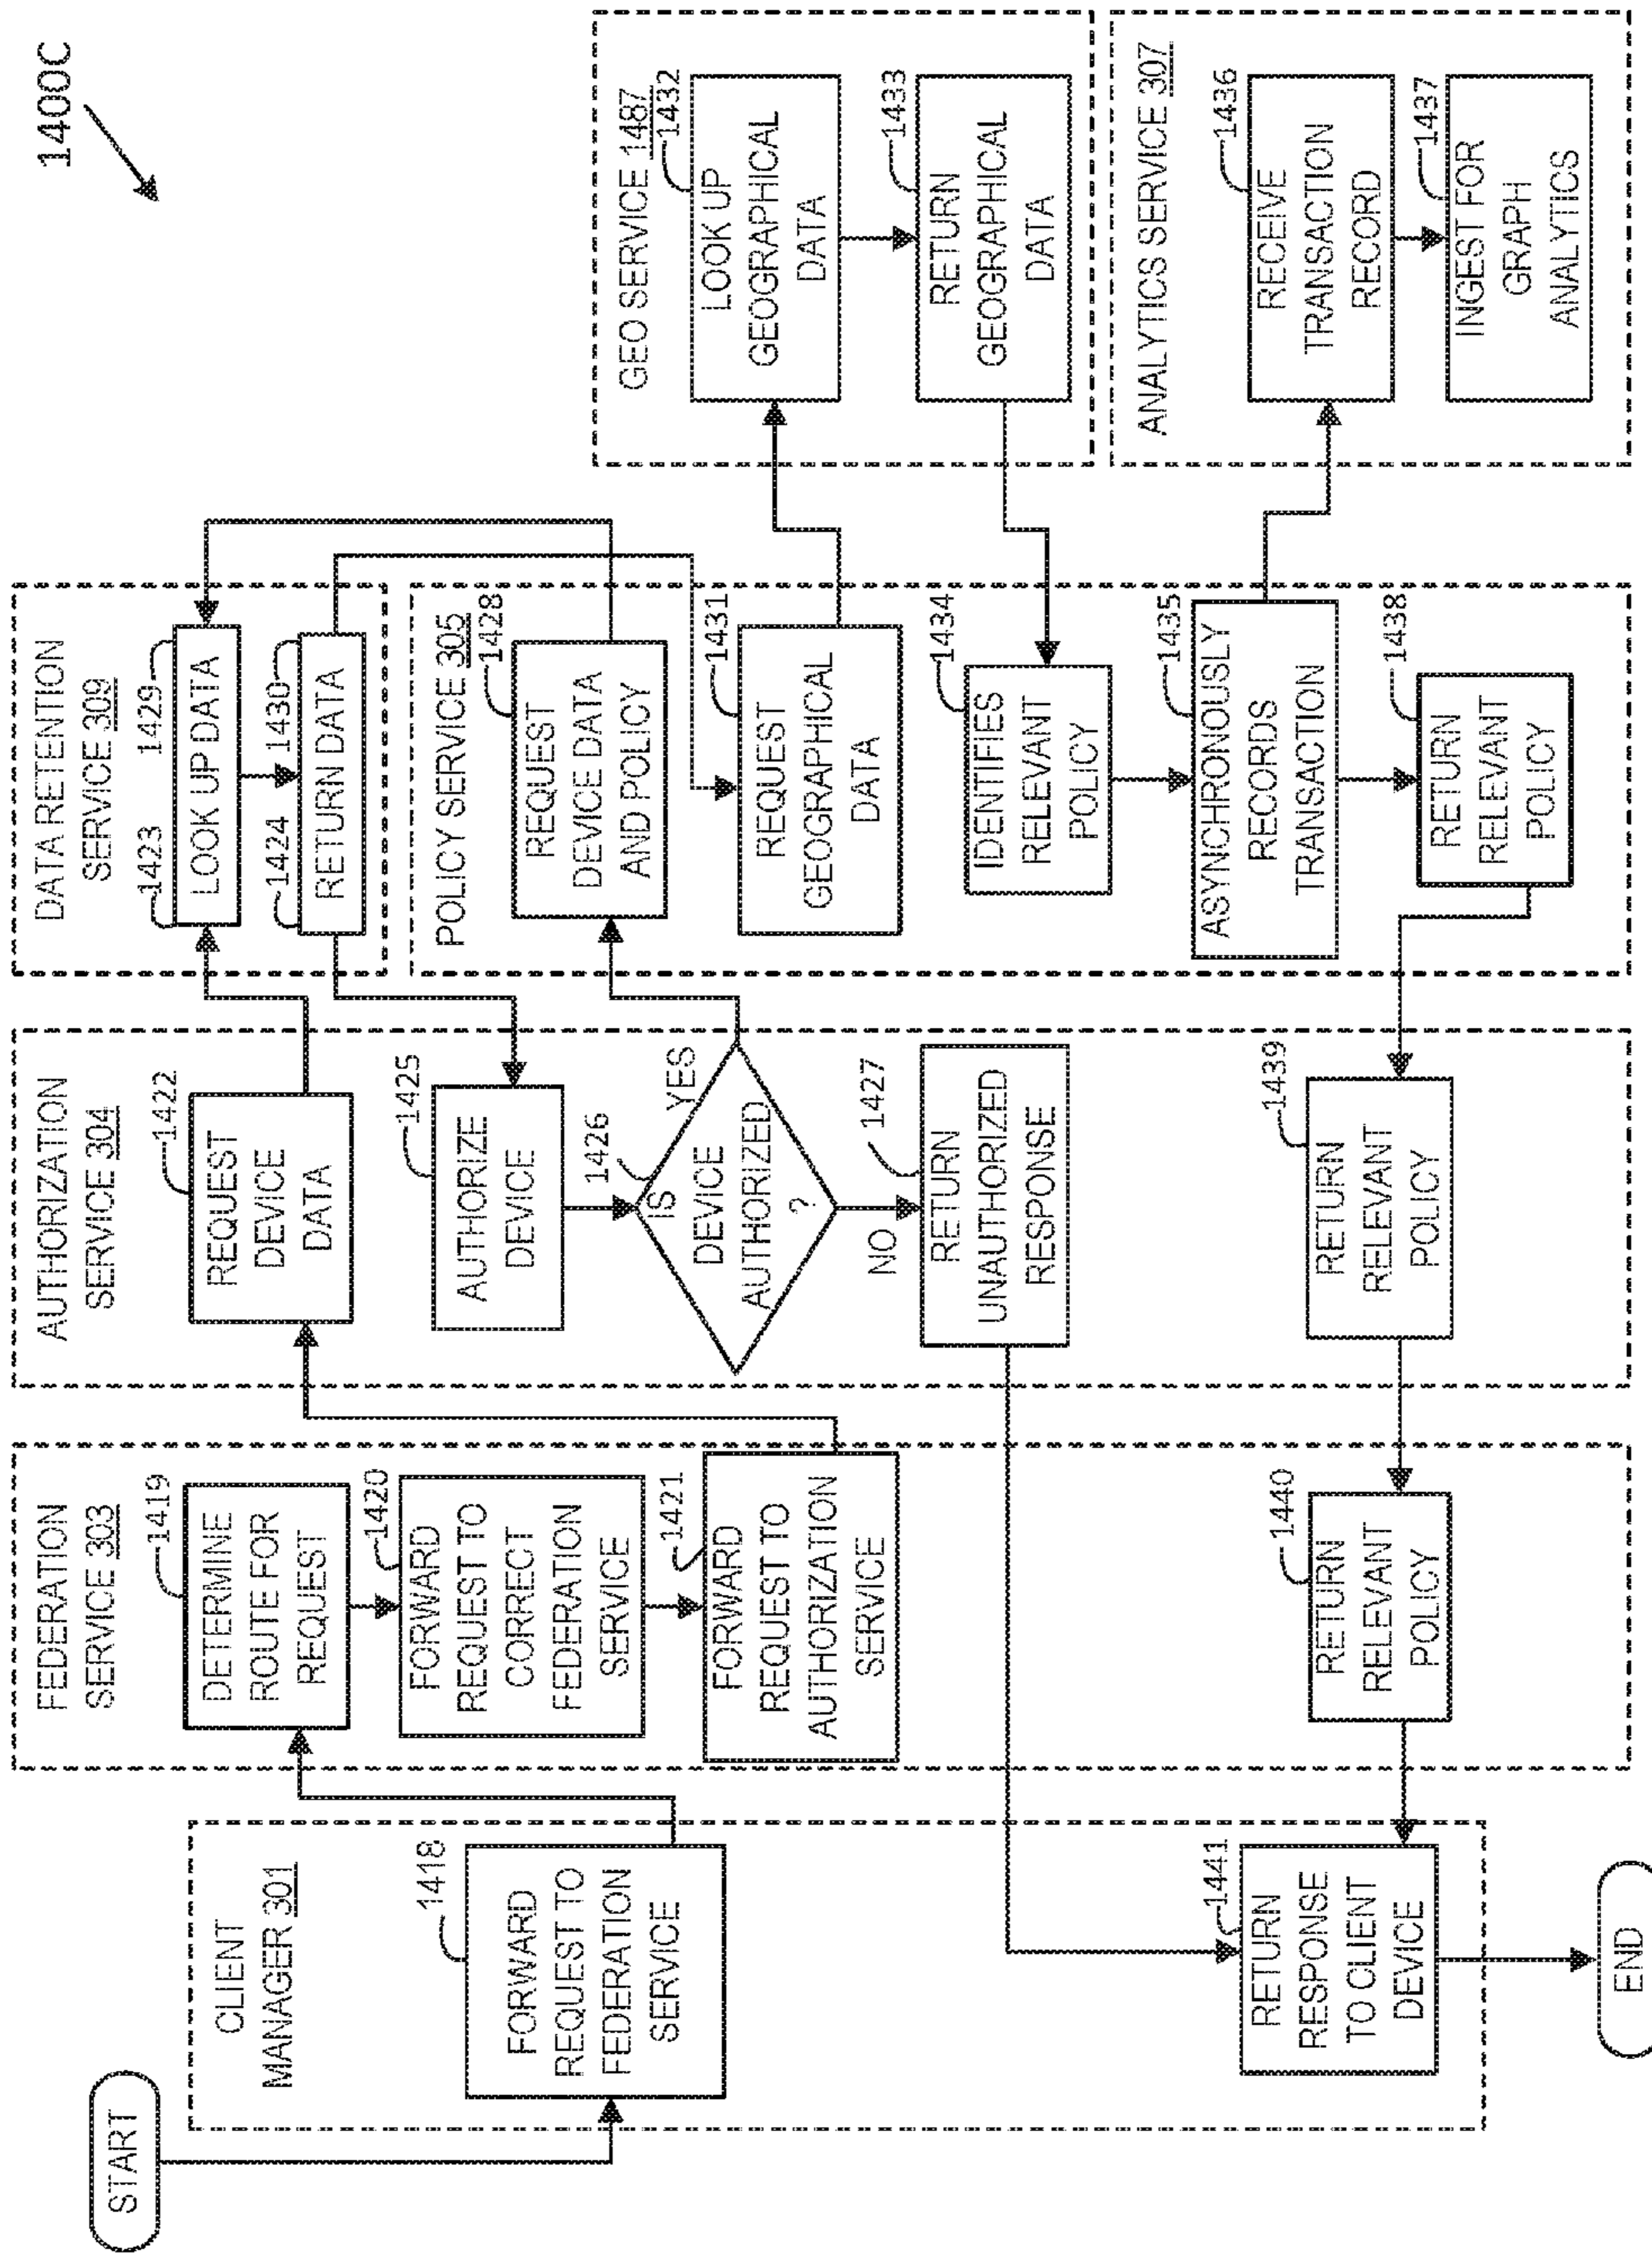 1400C
START
CLIENT
MANAGER 301
1418
FORWARD
REQUEST TO
FEDERATION
SERVICE
1441
RETURN
RESPONSE
TO CLIENT
DEVICE
END
FEDERATION
SERVICE 303
1419
DETERMINE
ROUTE FOR
REQUEST
1420
FORWARD
REQUEST TO
CORRECT
FEDERATION
SERVICE
1421
FORWARD
REQUEST TO
AUTHORIZATION
SERVICE
1440
RETURN
RELEVANT
POLICY
AUTHORIZATION
SERVICE 304
1422
REQUEST
DEVICE
DATA
1425
AUTHORIZE
DEVICE
1426
IS
DEVICE
AUTHORIZED
?
YES
NO
1427
RETURN
UNAUTHORIZED
RESPONSE
1439
RETURN
RELEVANT
POLICY
DATA RETENTION
SERVICE 309
1423
1429
LOOK UP DATA
1424
1430
RETURN DATA
POLICY SERVICE 305
1428
REQUEST
DEVICE DATA
AND POLICY
1431
REQUEST
GEOGRAPHICAL
DATA
1434
IDENTIFIES
RELEVANT
POLICY
1435
ASYNCHRONOUSLY
RECORDS
TRANSACTION
1438
RETURN
RELEVANT
POLICY
GEO SERVICE 1487
1432
LOOK UP
GEOGRAPHICAL
DATA
1433
RETURN
GEOGRAPHICAL
DATA
ANALYTICS SERVICE 307
1436
RECEIVE
TRANSACTION
RECORD
1437
INGEST FOR
GRAPH
ANALYTICS